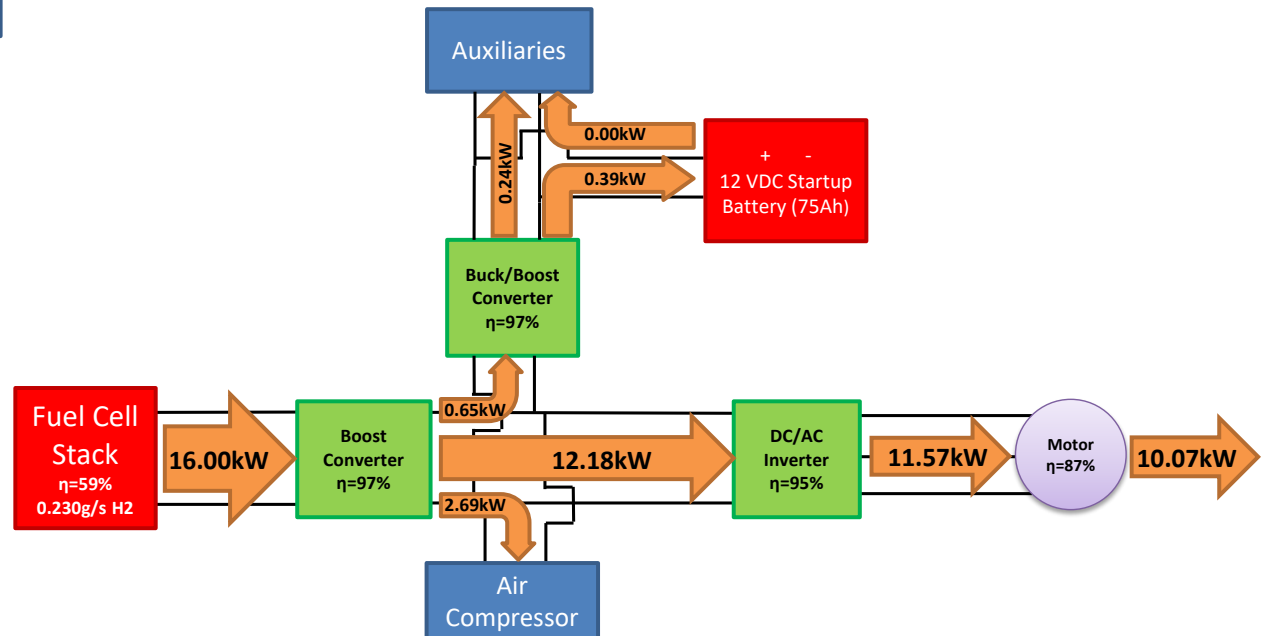 Auxiliaries
0.24kW
0.00kW
0.39kW
+ -
12 VDC Startup
Battery (75Ah)
Buck/Boost
Converter
η=97%
Fuel Cell
Stack
η=59%
0.230g/s H2
16.00kW
Boost
Converter
η=97%
0.65kW
12.18kW
2.69kW
DC/AC
Inverter
η=95%
11.57kW
Motor
η=87%
10.07kW
Air
Compressor